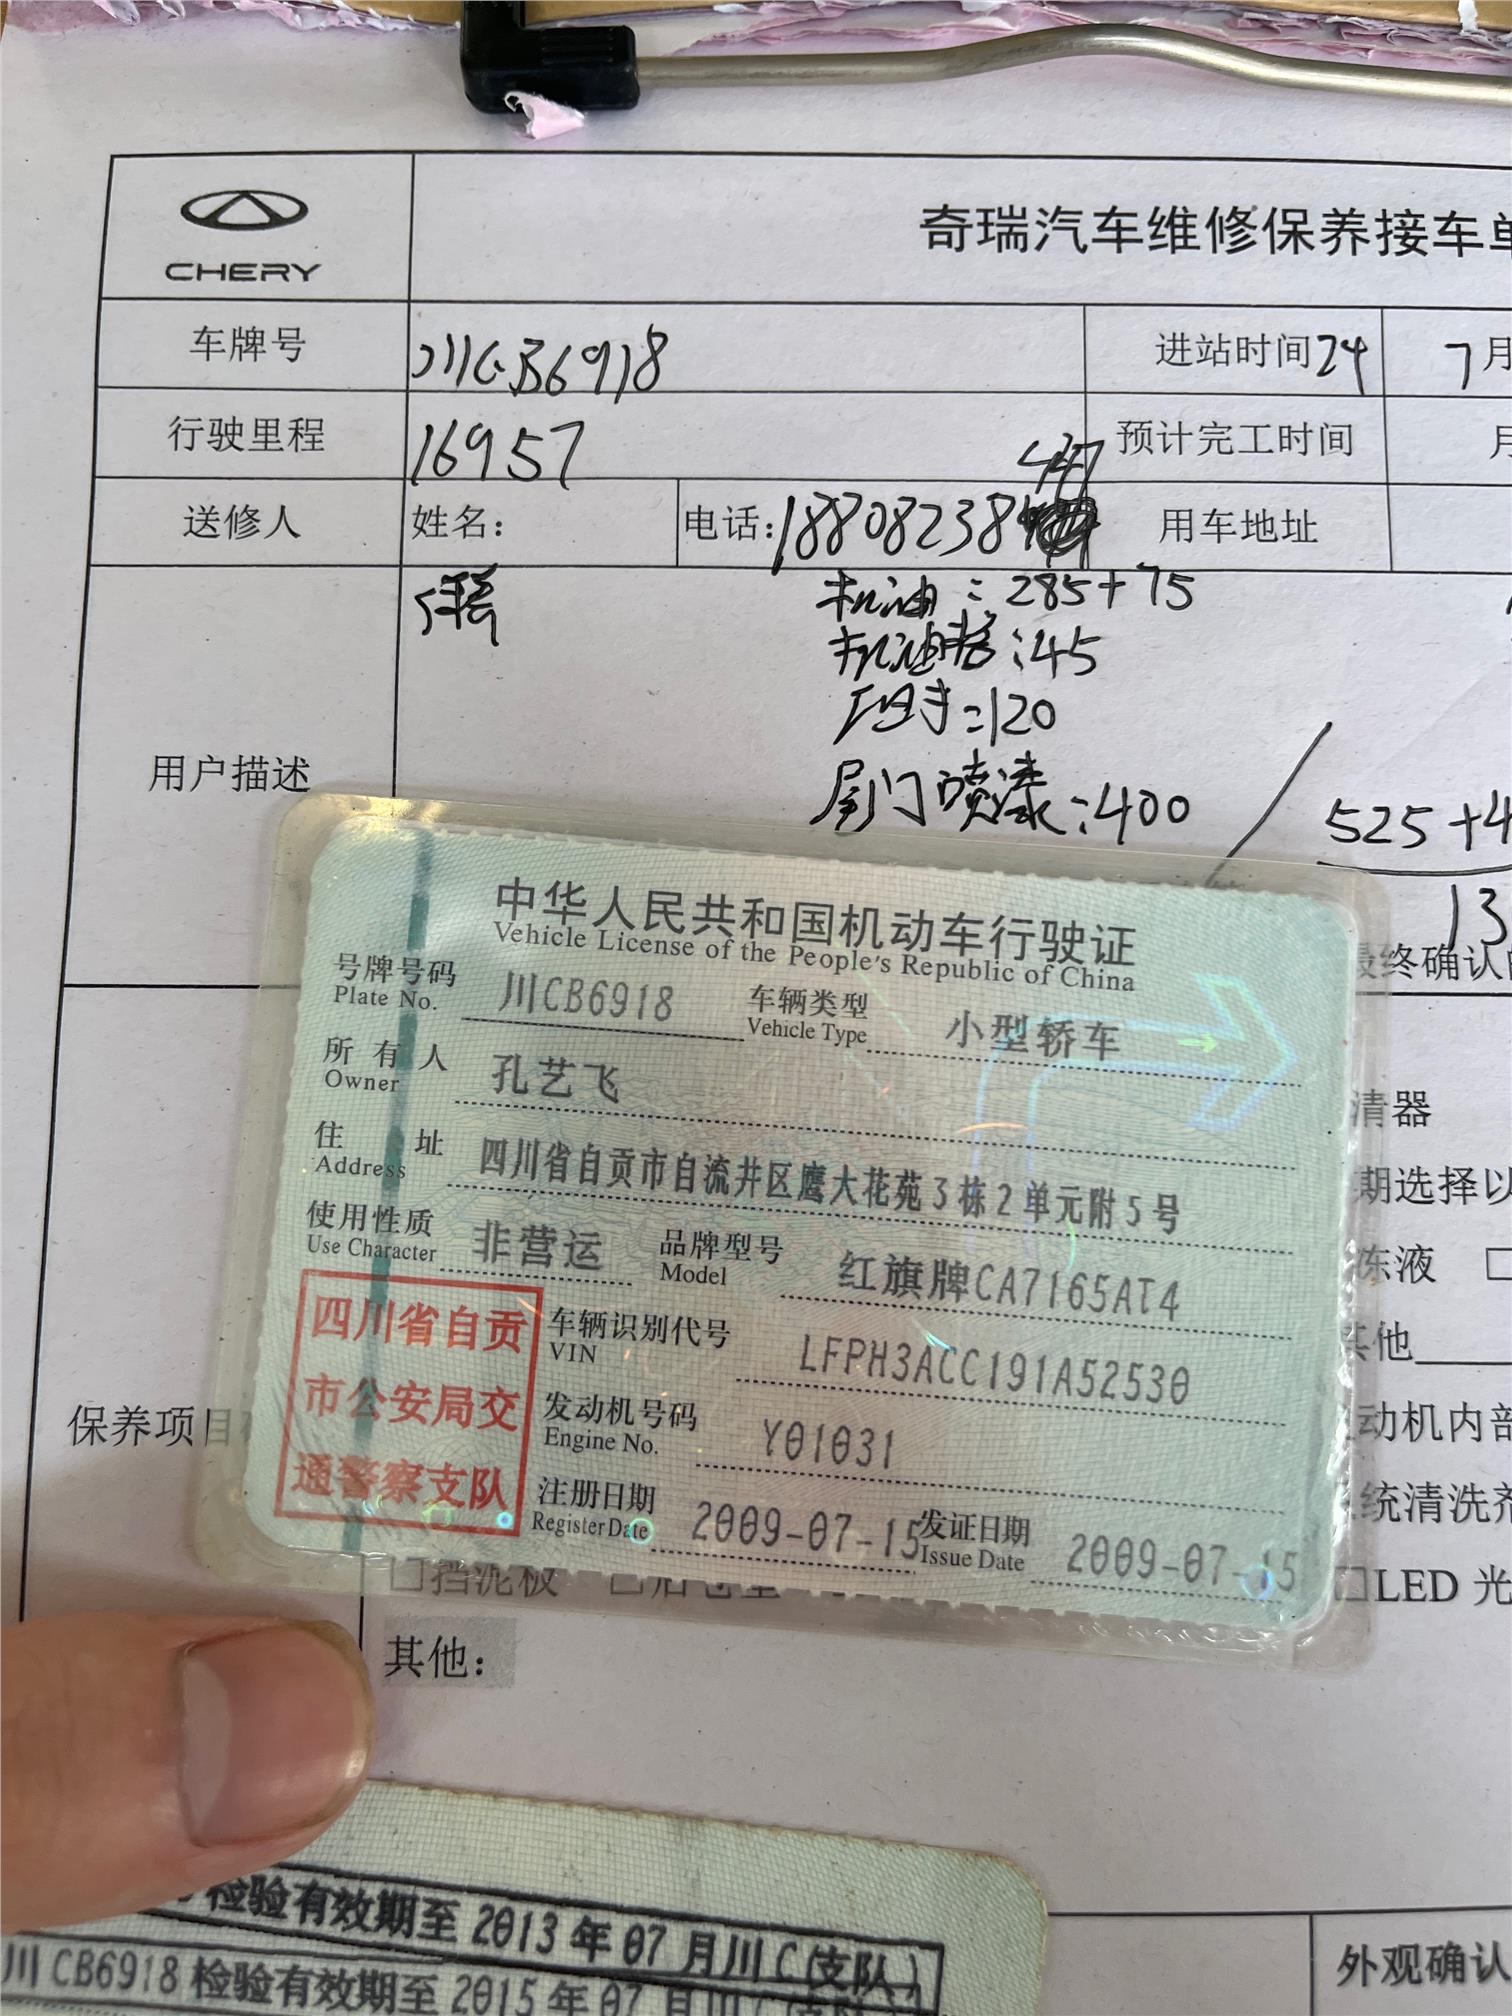 CHERY
奇瑞汽车维修保养接车单
车牌号 川CB6918 进站时间 24 7月
行驶里程 16957 预计完工时间 月
送修人 姓名: 电话: 18808238 447 用车地址
用户描述
机油:285+75
机油格:45
工时:120
尾门喷漆:400
525+4
13
最终确认
中华人民共和国机动车行驶证
Vehicle License of the People's Republic of China
号牌号码 川CB6918 车辆类型 小型轿车
Plate No. Vehicle Type
所有人 孔艺飞
Owner
住址 四川省自贡市自流井区鹰大花苑3栋2单元附5号
Address
使用性质 非营运 品牌型号 红旗牌CA7165AT4
Use Character Model
四川省自贡市公安局交通警察支队
车辆识别代号 LFPH3ACC191A52530
VIN
发动机号码 Y01031
Engine No.
注册日期 2009-07-15 发证日期 2009-07-15
Register Date Issue Date
清器
期选择以
冻液
其他
保养项目
动机内部
统清洗剂
挡泥板 LED 光
其他:
检验有效期至2013年07月川C(支队)
川CB6918检验有效期至2015年07月川C(支队)
外观确认